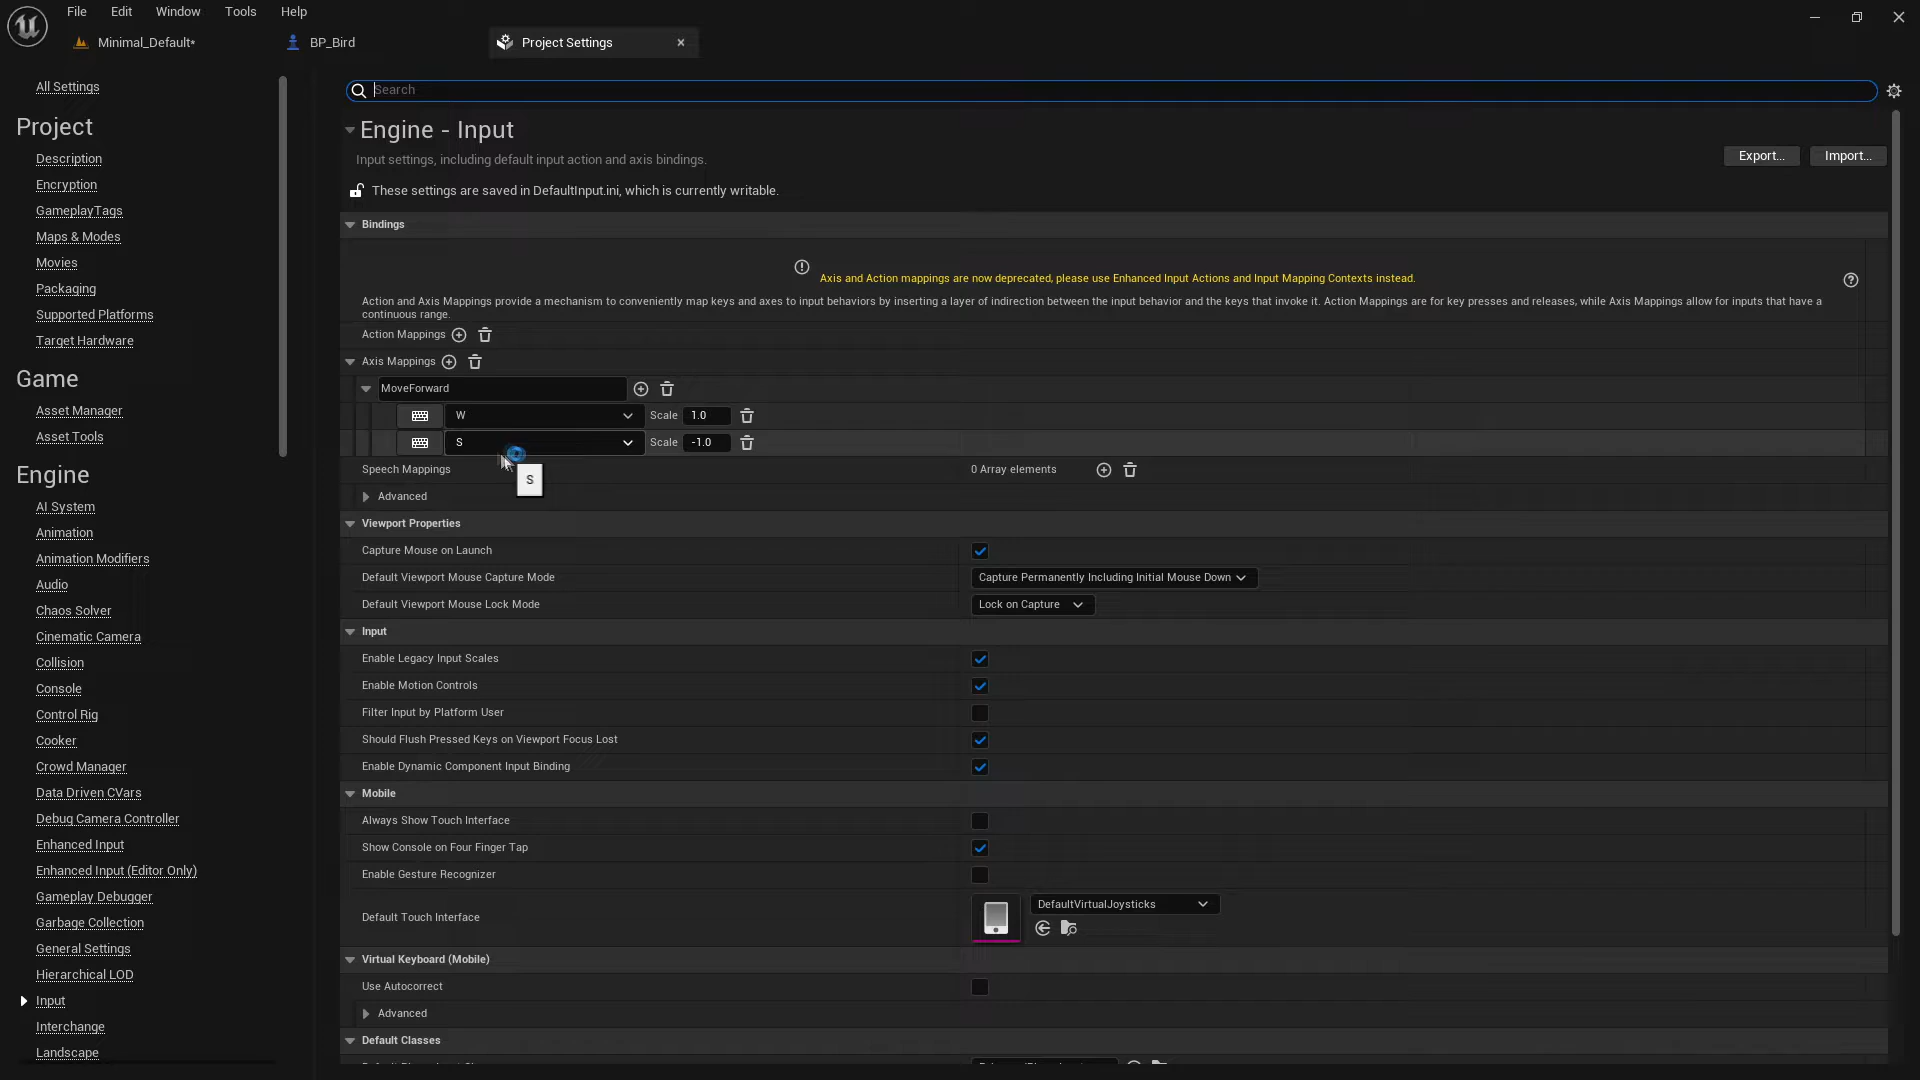 File Edit Window Tools Help
Minimal_Default* BP_Bird Project Settings
All Settings
Project
Description
Encryption
GameplayTags
Maps & Modes
Movies
Packaging
Supported Platforms
Target Hardware
Game
Asset Manager
Asset Tools
Engine
AI System
Animation
Animation Modifiers
Audio
Chaos Solver
Cinematic Camera
Collision
Console
Control Rig
Cooker
Crowd Manager
Data Driven CVars
Debug Camera Controller
Enhanced Input
Enhanced Input (Editor Only)
Gameplay Debugger
Garbage Collection
General Settings
Hierarchical LOD
Input
Interchange
Landscape
Search
Engine - Input
Input settings, including default input action and axis bindings.
Export... Import...
These settings are saved in DefaultInput.ini, which is currently writable.
Bindings
Axis and Action mappings are now deprecated, please use Enhanced Input Actions and Input Mapping Contexts instead.
Action and Axis Mappings provide a mechanism to conveniently map keys and axes to input behaviors by inserting a layer of indirection between the input behavior and the keys that invoke it. Action Mappings are for key presses and releases, while Axis Mappings allow for inputs that have a
continuous range.
Action Mappings
Axis Mappings
MoveForward
W Scale 1.0
S Scale -1.0
Speech Mappings 0 Array elements
S
Advanced
Viewport Properties
Capture Mouse on Launch
Default Viewport Mouse Capture Mode Capture Permanently Including Initial Mouse Down
Default Viewport Mouse Lock Mode Lock on Capture
Input
Enable Legacy Input Scales
Enable Motion Controls
Filter Input by Platform User
Should Flush Pressed Keys on Viewport Focus Lost
Enable Dynamic Component Input Binding
Mobile
Always Show Touch Interface
Show Console on Four Finger Tap
Enable Gesture Recognizer
Default Touch Interface DefaultVirtualJoysticks
Virtual Keyboard (Mobile)
Use Autocorrect
Advanced
Default Classes